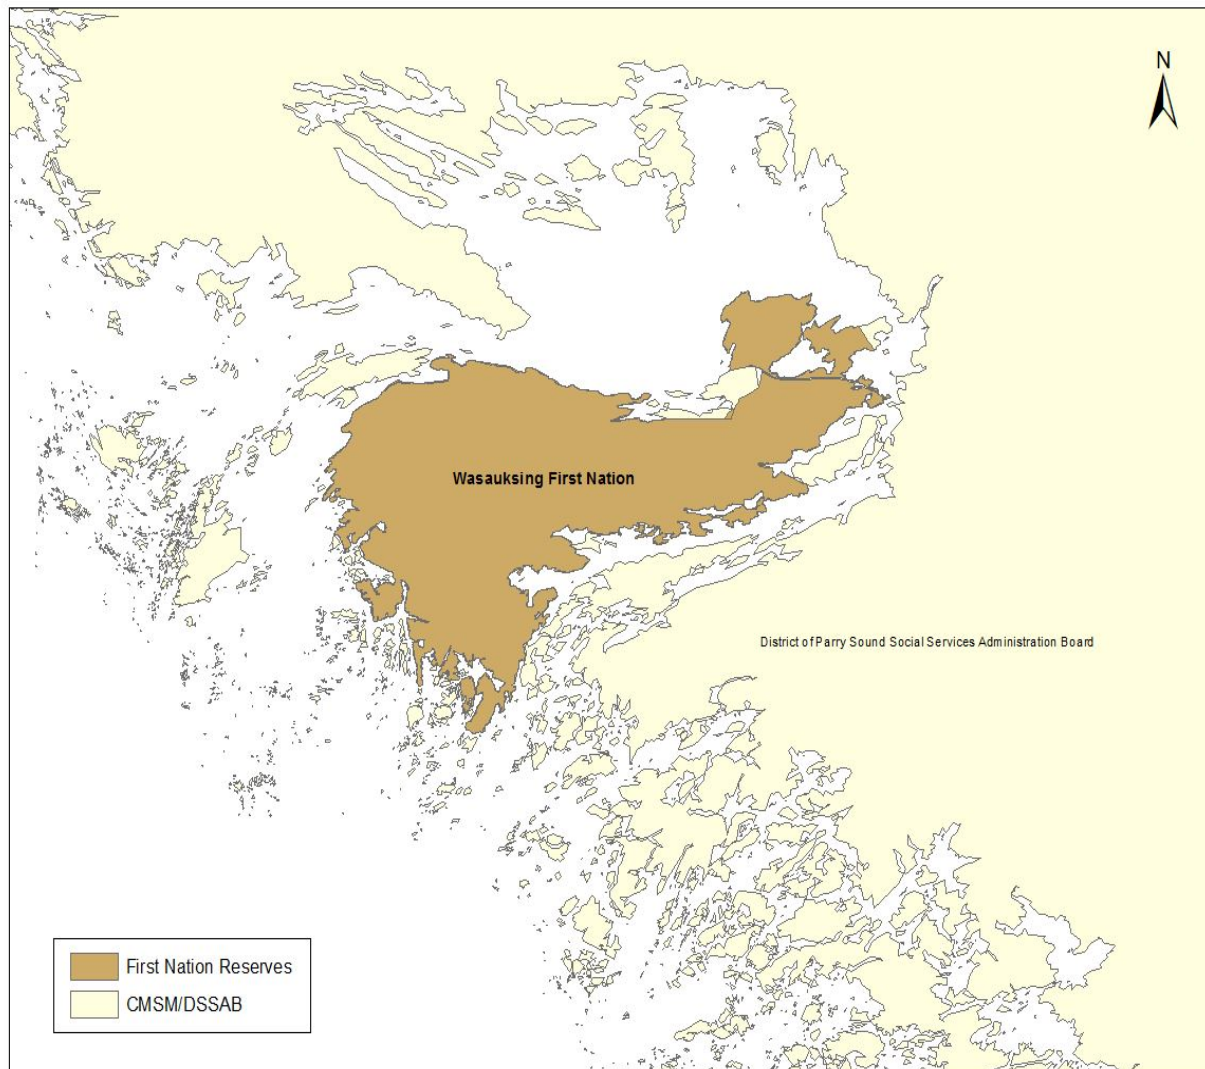 N
Wasauksing First Nation
District of Parry Sound Social Services Administration Board
First Nation Reserves
CMSM/DSSAB